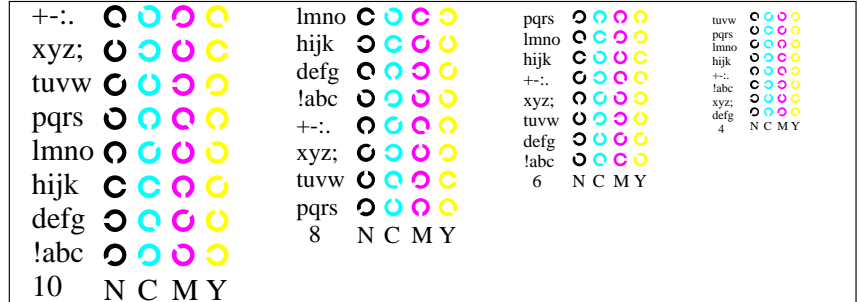 +-:.
xyz;
tuvw
pqrs
lmno
hijk
defg
!abc
10 N C M Y
lmno
hijk
defg
!abc
+-:.
xyz;
tuvw
pqrs
8 N C M Y
pqrs
lmno
hijk
+-:.
xyz;
tuvw
defg
!abc
6 N C M Y
tuvw
pqrs
lmno
hijk
+-:.
!abc
xyz;
defg
4 N C M Y